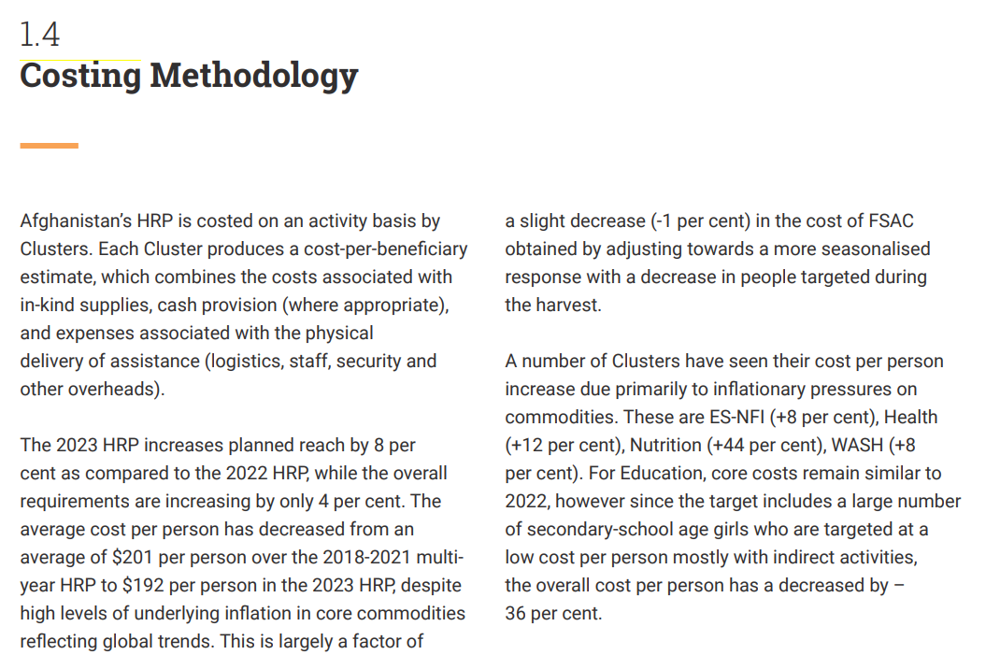 1.4
Costing Methodology
Afghanistan’s HRP is costed on an activity basis by
Clusters. Each Cluster produces a cost-per-beneficiary
estimate, which combines the costs associated with
in-kind supplies, cash provision (where appropriate),
and expenses associated with the physical
delivery of assistance (logistics, staff, security and
other overheads).
The 2023 HRP increases planned reach by 8 per
cent as compared to the 2022 HRP, while the overall
requirements are increasing by only 4 per cent. The
average cost per person has decreased from an
average of $201 per person over the 2018-2021 multi-
year HRP to $192 per person in the 2023 HRP, despite
high levels of underlying inflation in core commodities
reflecting global trends. This is largely a factor of
a slight decrease (-1 per cent) in the cost of FSAC
obtained by adjusting towards a more seasonalised
response with a decrease in people targeted during
the harvest.
A number of Clusters have seen their cost per person
increase due primarily to inflationary pressures on
commodities. These are ES-NFI (+8 per cent), Health
(+12 per cent), Nutrition (+44 per cent), WASH (+8
per cent). For Education, core costs remain similar to
2022, however since the target includes a large number
of secondary-school age girls who are targeted at a
low cost per person mostly with indirect activities,
the overall cost per person has a decreased by –
36 per cent.